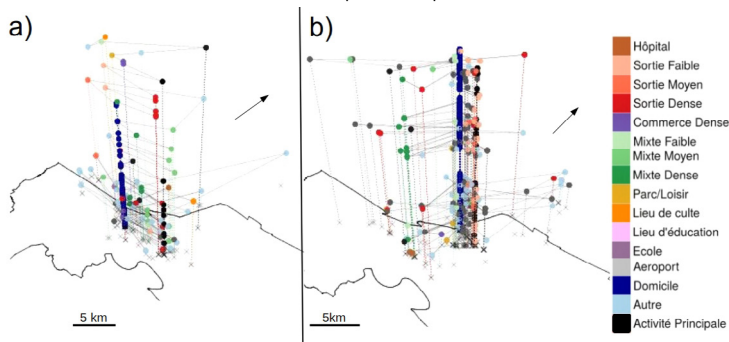 a)
b)
Hôpital
Sortie Faible
Sortie Moyen
Sortie Dense
Commerce Dense
Mixte Faible
Mixte Moyen
Mixte Dense
Parc/Loisir
Lieu de culte
Lieu d'éducation
Ecole
Aeroport
Domicile
Autre
Activité Principale
5 km
5km